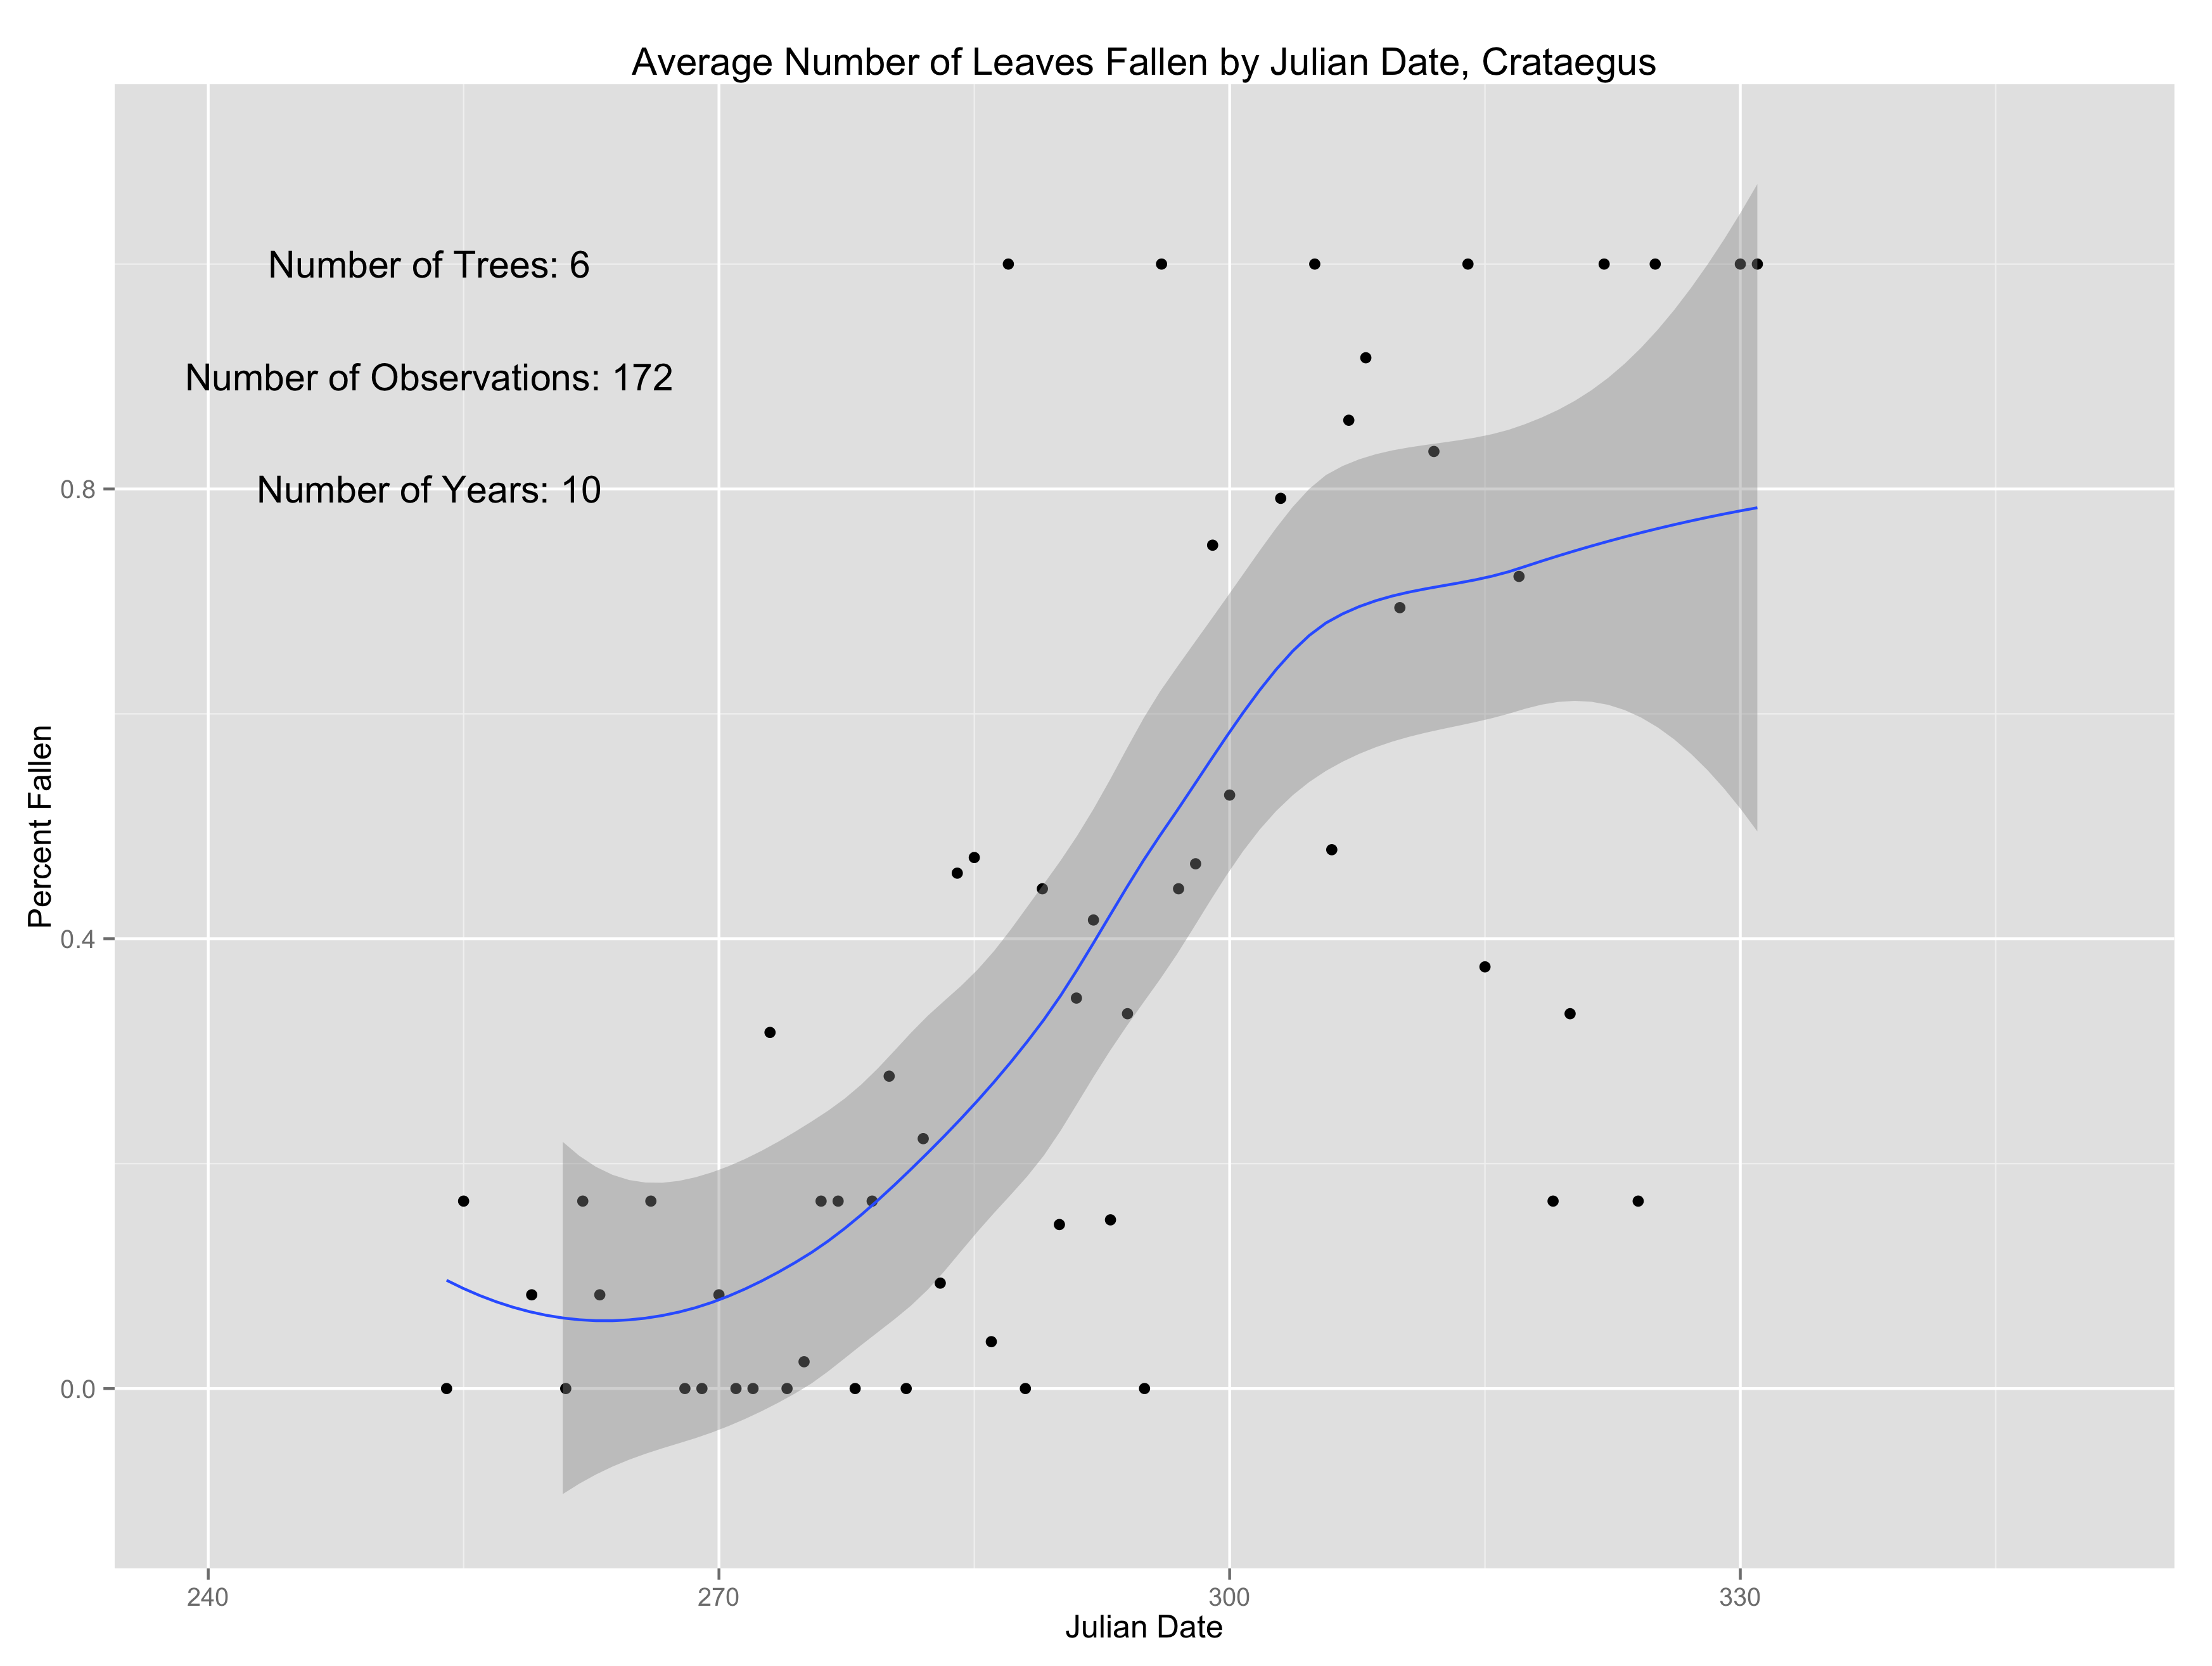 Average Number of Leaves Fallen by Julian Date, Crataegus
Number of Trees: 6
Number of Observations: 172
Number of Years: 10
Percent Fallen
0.8
0.4
0.0
240
270
300
330
Julian Date